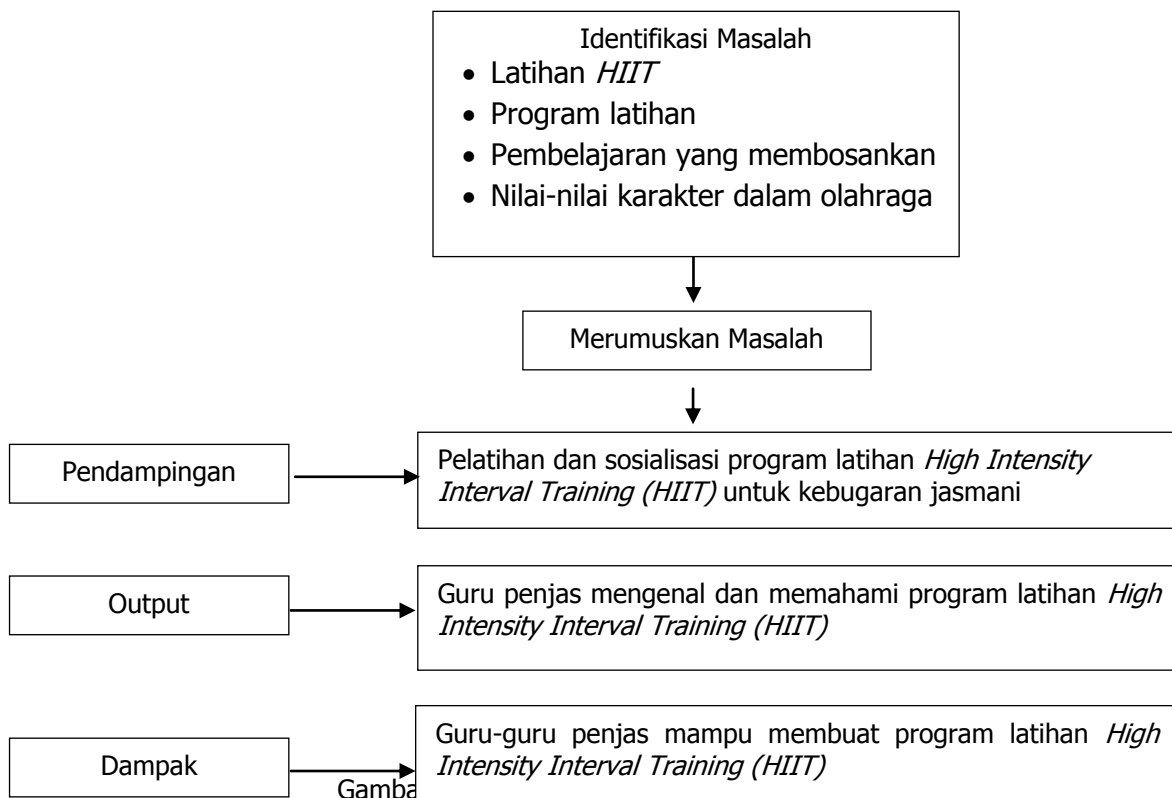 Identifikasi Masalah
• Latihan HIIT
• Program latihan
• Pembelajaran yang membosankan
• Nilai-nilai karakter dalam olahraga
Merumuskan Masalah
Pendampingan
Pelatihan dan sosialisasi program latihan High Intensity
Interval Training (HIIT) untuk kebugaran jasmani
Output
Guru penjas mengenal dan memahami program latihan High
Intensity Interval Training (HIIT)
Dampak
Guru-guru penjas mampu membuat program latihan High
Intensity Interval Training (HIIT)